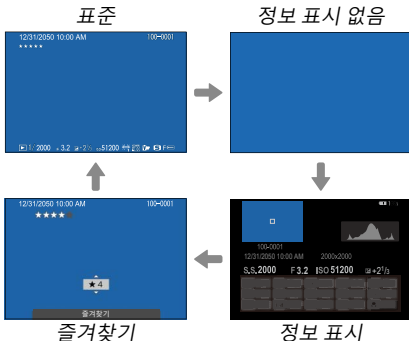 표준
정보 표시 없음
12/31/2050 10:00 AM 100-0001
★★★★★
1/2000 3.2 +2⅓ 51200 F
12/31/2050 10:00 AM 100-0001
★★★★
★4
즐겨찾기
100-0001
12/31/2050 10:00 AM 2000x2000
S.S. 2000 F 3.2 ISO 51200 +2⅓
즐겨찾기
정보 표시